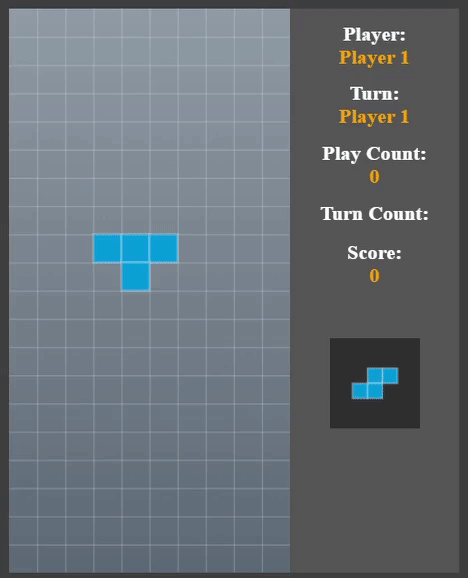 Player:
Player 1
Turn:
Player 1
Play Count:
0
Turn Count:
Score:
0